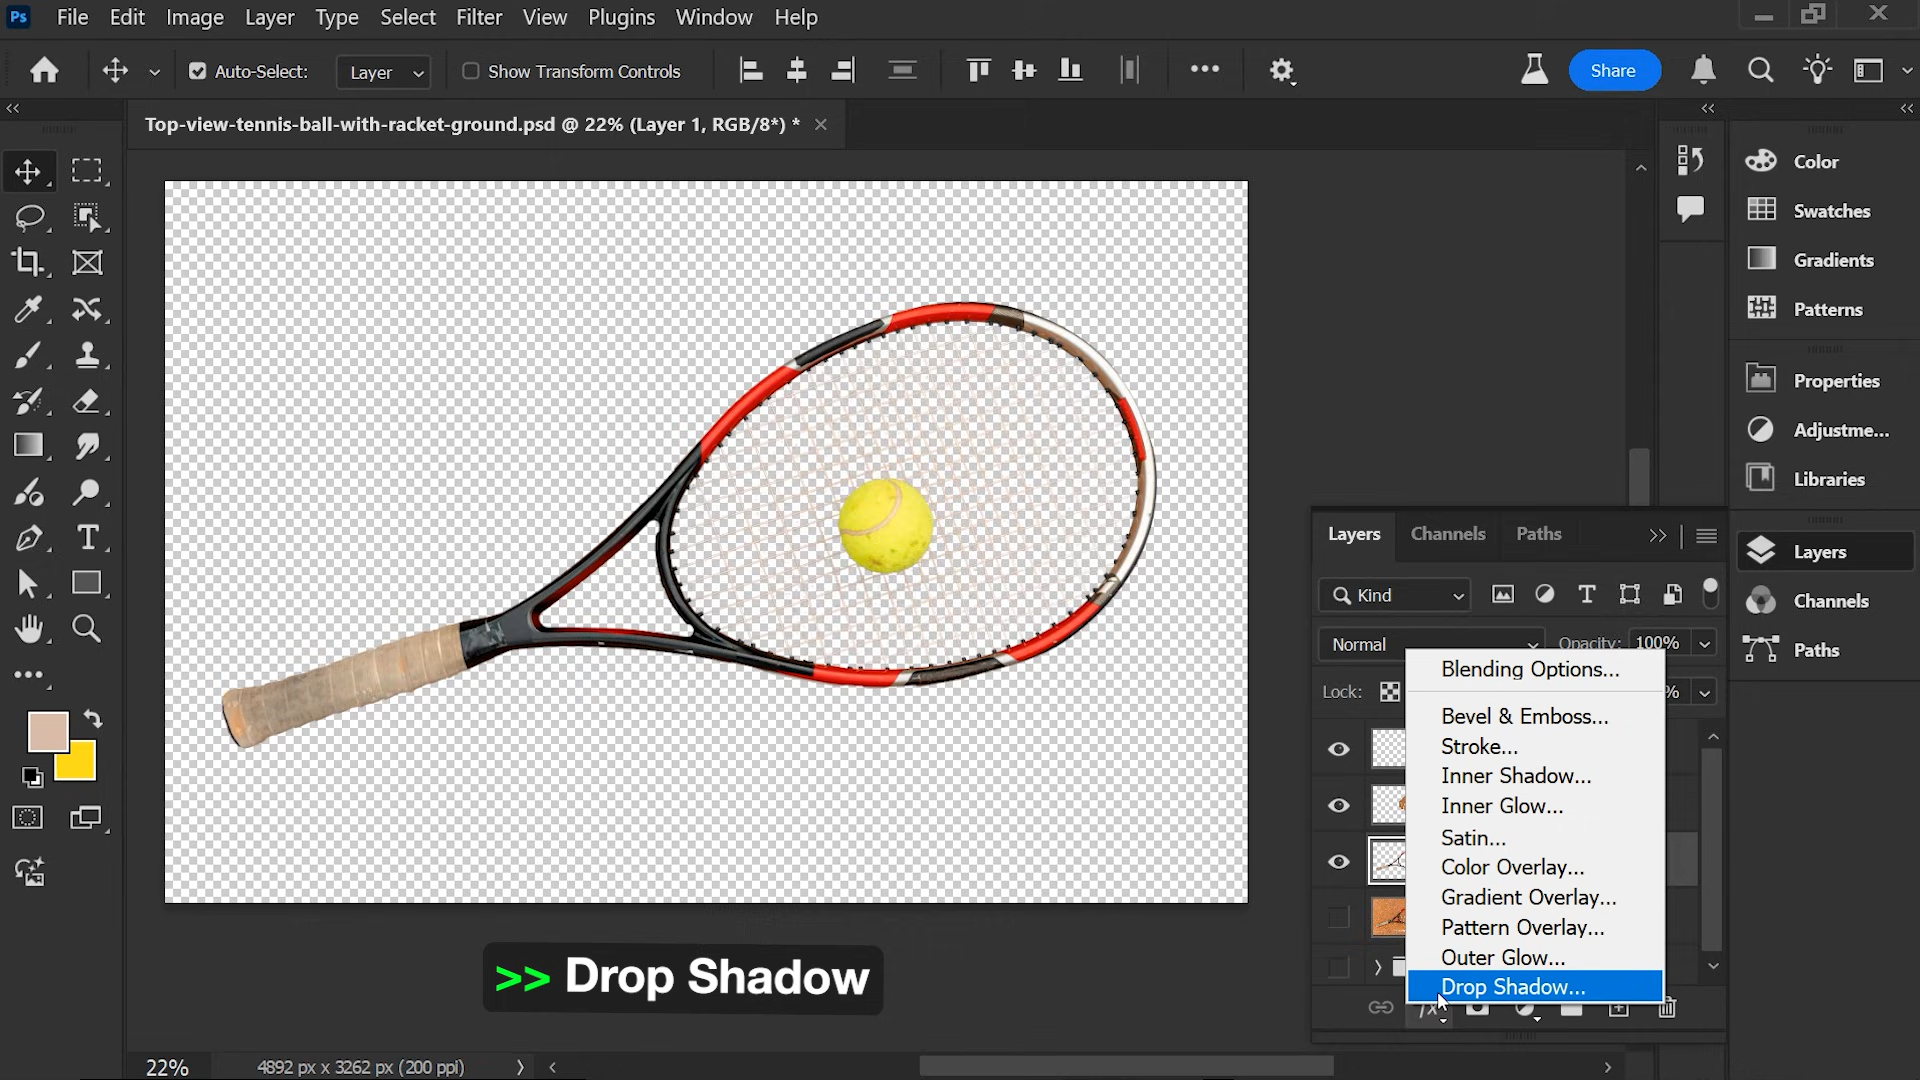 Ps File Edit Image Layer Type Select Filter View Plugins Window Help
Auto-Select: Layer Show Transform Controls Share
Top-view-tennis-ball-with-racket-ground.psd @ 22% (Layer 1, RGB/8*) *
Color
Swatches
Gradients
Patterns
Properties
Adjustme...
Libraries
Layers
Channels
Paths
Layers Channels Paths
Kind
Normal Opacity: 100%
Lock: %
Blending Options...
Bevel & Emboss...
Stroke...
Inner Shadow...
Inner Glow...
Satin...
Color Overlay...
Gradient Overlay...
Pattern Overlay...
Outer Glow...
Drop Shadow...
>> Drop Shadow
22% 4892 px x 3262 px (200 ppi)